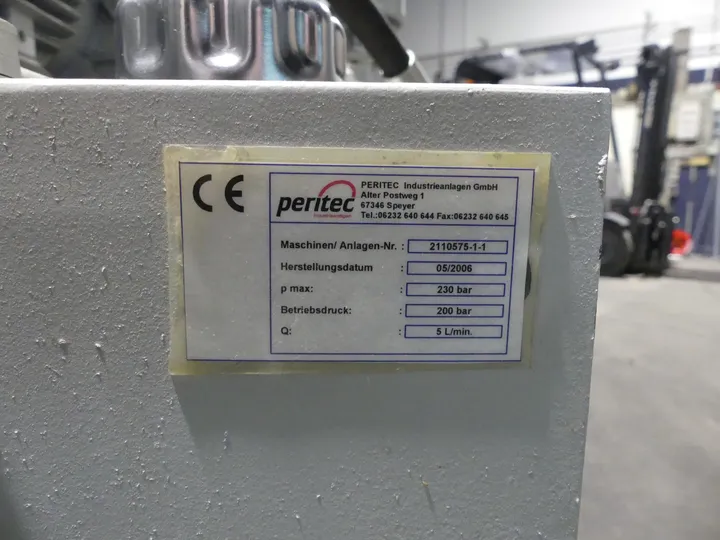 CE
peritec
PERITEC Industrieanlagen GmbH
Alter Postweg 1
67346 Speyer
Tel.:06232 640 644 Fax:06232 640 645
Maschinen/ Anlagen-Nr. : 2110575-1-1
Herstellungsdatum : 05/2006
p max: : 230 bar
Betriebsdruck: : 200 bar
Q: : 5 L/min.